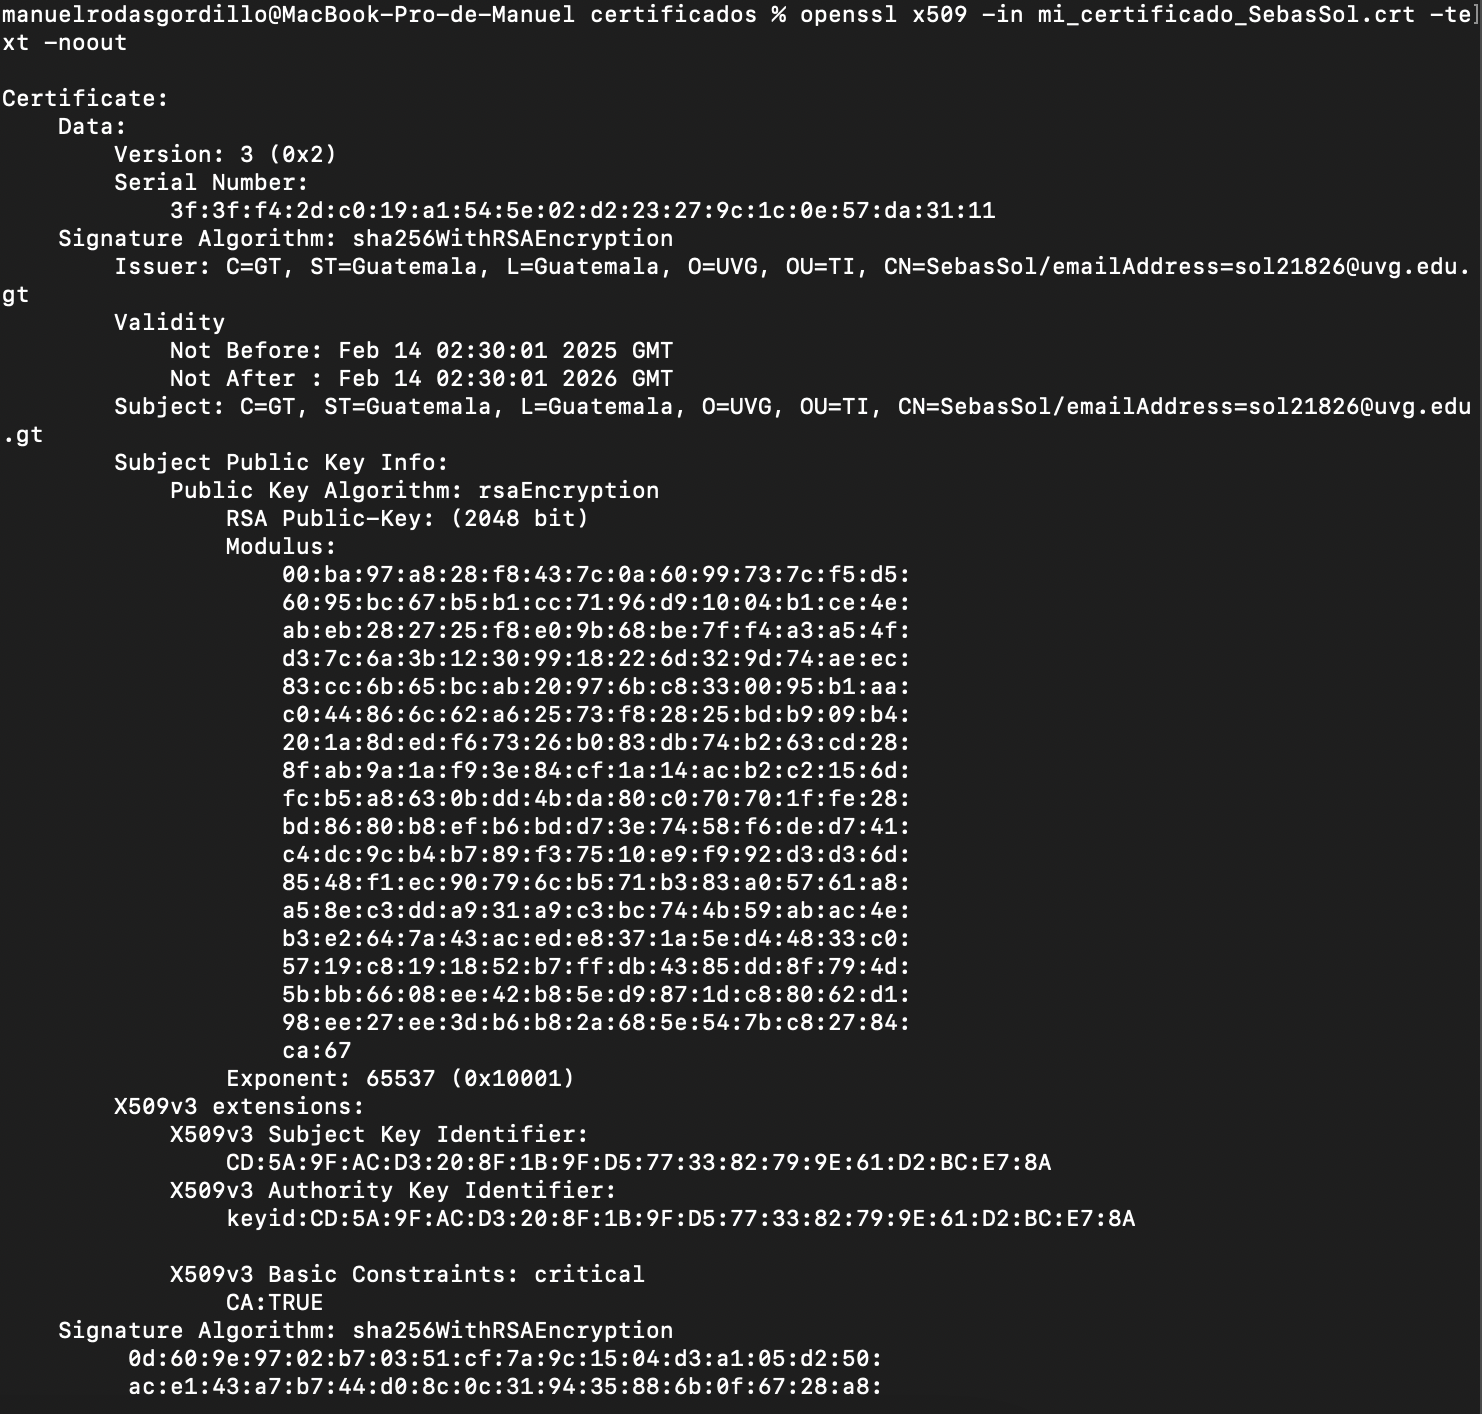 manuelrodasgordillo@MacBook-Pro-de-Manuel certificados % openssl x509 -in mi_certificado_SebasSol.crt -te]
xt -noout
Certificate:
Data:
Version: 3 (0x2)
Serial Number:
3f:3f:f4:2d:c0:19:a1:54:5e:02:d2:23:27:9c:1c:0e:57:da:31:11
Signature Algorithm: sha256WithRSAEncryption
Issuer: C=GT, ST=Guatemala, L=Guatemala, O=UVG, OU=TI, CN=SebasSol/emailAddress=sol21826@uvg.edu.
gt
Validity
Not Before: Feb 14 02:30:01 2025 GMT
Not After : Feb 14 02:30:01 2026 GMT
Subject: C=GT, ST=Guatemala, L=Guatemala, O=UVG, OU=TI, CN=SebasSol/emailAddress=sol21826@uvg.edu
.gt
Subject Public Key Info:
Public Key Algorithm: rsaEncryption
RSA Public-Key: (2048 bit)
Modulus:
00:ba:97:a8:28:f8:43:7c:0a:60:99:73:7c:f5:d5:
60:95:bc:67:b5:b1:cc:71:96:d9:10:04:b1:ce:4e:
ab:eb:28:27:25:f8:e0:9b:68:be:7f:f4:a3:a5:4f:
d3:7c:6a:3b:12:30:99:18:22:6d:32:9d:74:ae:ec:
83:cc:6b:65:bc:ab:20:97:6b:c8:33:00:95:b1:aa:
c0:44:86:6c:62:a6:25:73:f8:28:25:bd:b9:09:b4:
20:1a:8d:ed:f6:73:26:b0:83:db:74:b2:63:cd:28:
8f:ab:9a:1a:f9:3e:84:cf:1a:14:ac:b2:c2:15:6d:
fc:b5:a8:63:0b:dd:4b:da:80:c0:70:70:1f:fe:28:
bd:86:80:b8:ef:b6:bd:d7:3e:74:58:f6:de:d7:41:
c4:dc:9c:b4:b7:89:f3:75:10:e9:f9:92:d3:d3:6d:
85:48:f1:ec:90:79:6c:b5:71:b3:83:a0:57:61:a8:
a5:8e:c3:dd:a9:31:a9:c3:bc:74:4b:59:ab:ac:4e:
b3:e2:64:7a:43:ac:ed:e8:37:1a:5e:d4:48:33:c0:
57:19:c8:19:18:52:b7:ff:db:43:85:dd:8f:79:4d:
5b:bb:66:08:ee:42:b8:5e:d9:87:1d:c8:80:62:d1:
98:ee:27:ee:3d:b6:b8:2a:68:5e:54:7b:c8:27:84:
ca:67
Exponent: 65537 (0x10001)
X509v3 extensions:
X509v3 Subject Key Identifier:
CD:5A:9F:AC:D3:20:8F:1B:9F:D5:77:33:82:79:9E:61:D2:BC:E7:8A
X509v3 Authority Key Identifier:
keyid:CD:5A:9F:AC:D3:20:8F:1B:9F:D5:77:33:82:79:9E:61:D2:BC:E7:8A
X509v3 Basic Constraints: critical
CA:TRUE
Signature Algorithm: sha256WithRSAEncryption
0d:60:9e:97:02:b7:03:51:cf:7a:9c:15:04:d3:a1:05:d2:50:
ac:e1:43:a7:b7:44:d0:8c:0c:31:94:35:88:6b:0f:67:28:a8: